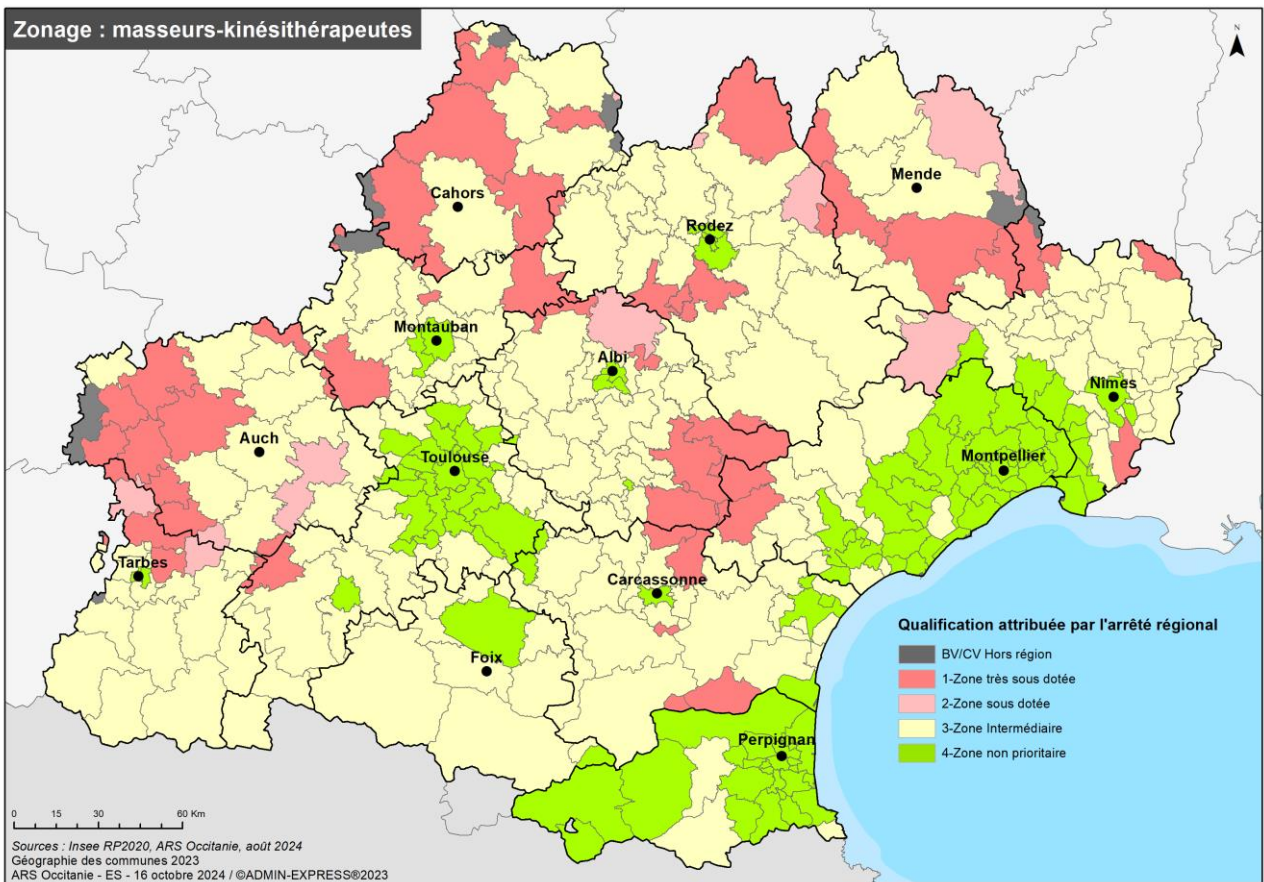 Zonage : masseurs-kinésithérapeutes
Cahors
Mende
Rodez
Montauban
Albi
Nîmes
Auch
Toulouse
Montpellier
Tarbes
Carcassonne
Foix
Perpignan
Qualification attribuée par l'arrêté régional
BV/CV Hors région
1-Zone très sous dotée
2-Zone sous dotée
3-Zone Intermédiaire
4-Zone non prioritaire
0 15 30 60 Km
Sources : Insee RP2020, ARS Occitanie, août 2024
Géographie des communes 2023
ARS Occitanie - ES - 16 octobre 2024 / ©ADMIN-EXPRESS®2023
N